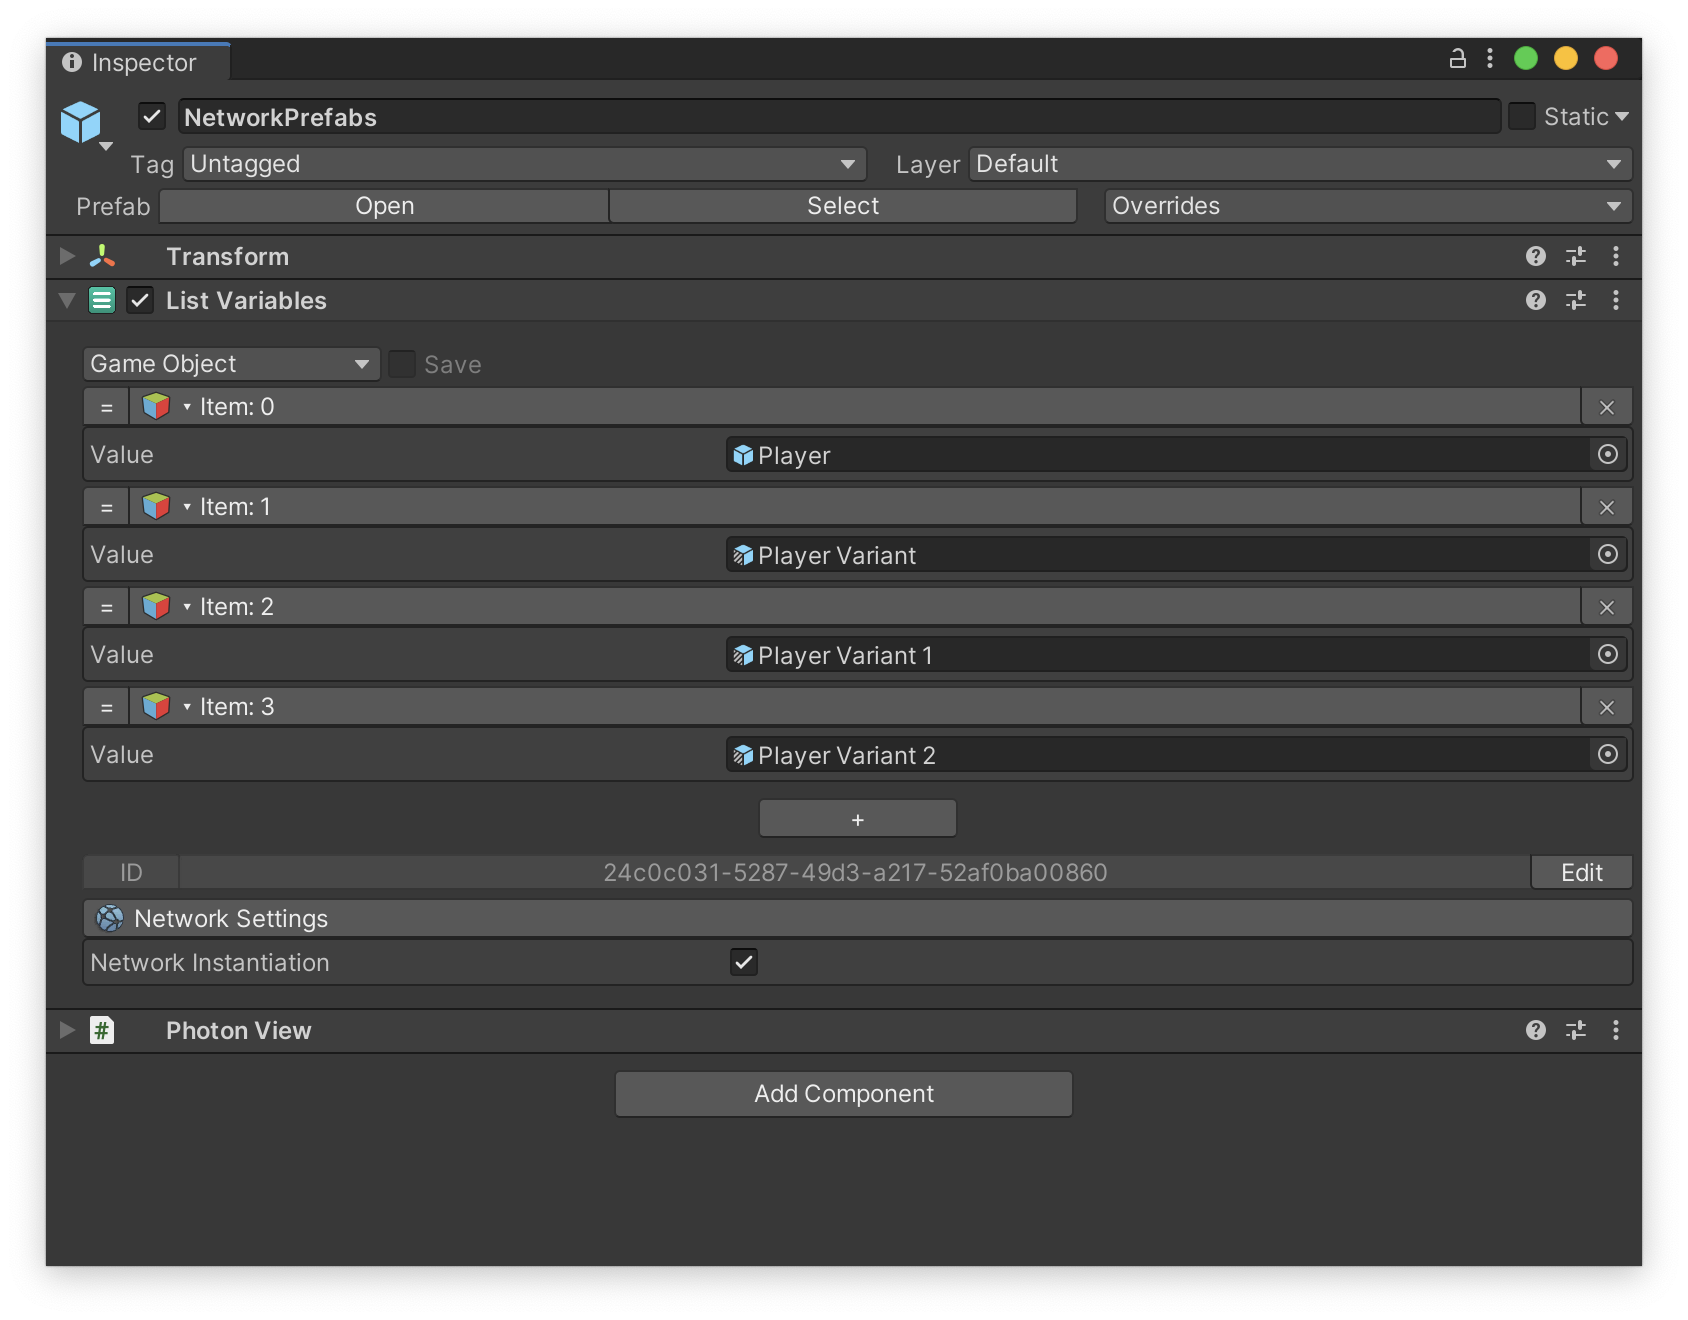 Inspector
NetworkPrefabs Static
Tag Untagged Layer Default
Prefab Open Select Overrides
Transform
List Variables
Game Object Save
= Item: 0
Value Player
= Item: 1
Value Player Variant
= Item: 2
Value Player Variant 1
= Item: 3
Value Player Variant 2
+
ID 24c0c031-5287-49d3-a217-52af0ba00860 Edit
Network Settings
Network Instantiation
# Photon View
Add Component